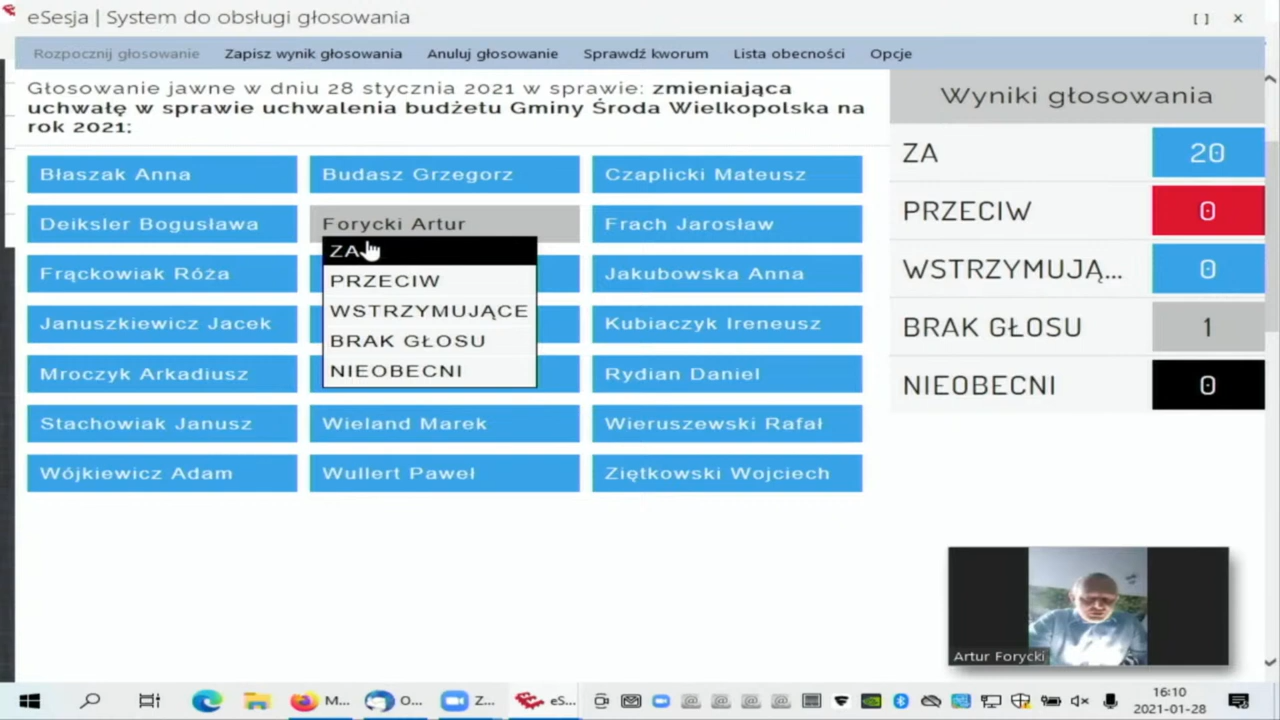 eSesja | System do obsługi głosowania
Rozpocznij głosowanie Zapisz wynik głosowania Anuluj głosowanie Sprawdź kworum Lista obecności Opcje
Głosowanie jawne w dniu 28 stycznia 2021 w sprawie: zmieniająca
uchwałę w sprawie uchwalenia budżetu Gminy Środa Wielkopolska na
rok 2021;
Błaszak Anna Budasz Grzegorz Czaplicki Mateusz
Deiksler Bogusława Forycki Artur Frach Jarosław
ZA
Frąckowiak Róża PRZECIW Jakubowska Anna
WSTRZYMUJĄCE
Januszkiewicz Jacek Kubiaczyk Ireneusz
BRAK GŁOSU
Mroczyk Arkadiusz NIEOBECNI Rydian Daniel
Stachowiak Janusz Wieland Marek Wieruszewski Rafał
Wójkiewicz Adam Wullert Paweł Ziętkowski Wojciech
Wyniki głosowania
ZA 20
PRZECIW 0
WSTRZYMUJĄ... 0
BRAK GŁOSU 1
NIEOBECNI 0
Artur Forycki
M... O... Z... eS...
16:10
2021-01-28